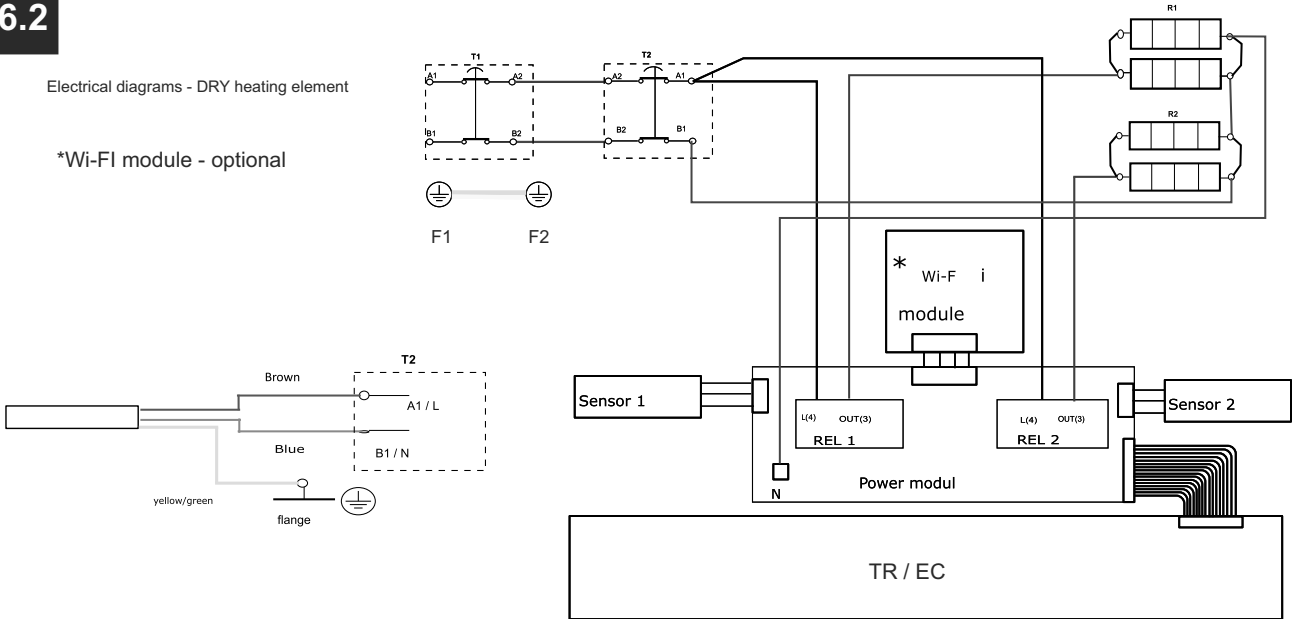 6.2
Electrical diagrams - DRY heating element
*Wi-FI module - optional
T1
A1
A2
B1
B2
T2
A2
A1
B2
B1
F1
F2
R1
R2
* Wi-F i
module
T2
Brown
A1 / L
Blue
B1 / N
yellow/green
flange
Sensor 1
L(4) OUT(3)
REL 1
L(4) OUT(3)
REL 2
Sensor 2
N
Power modul
TR / EC